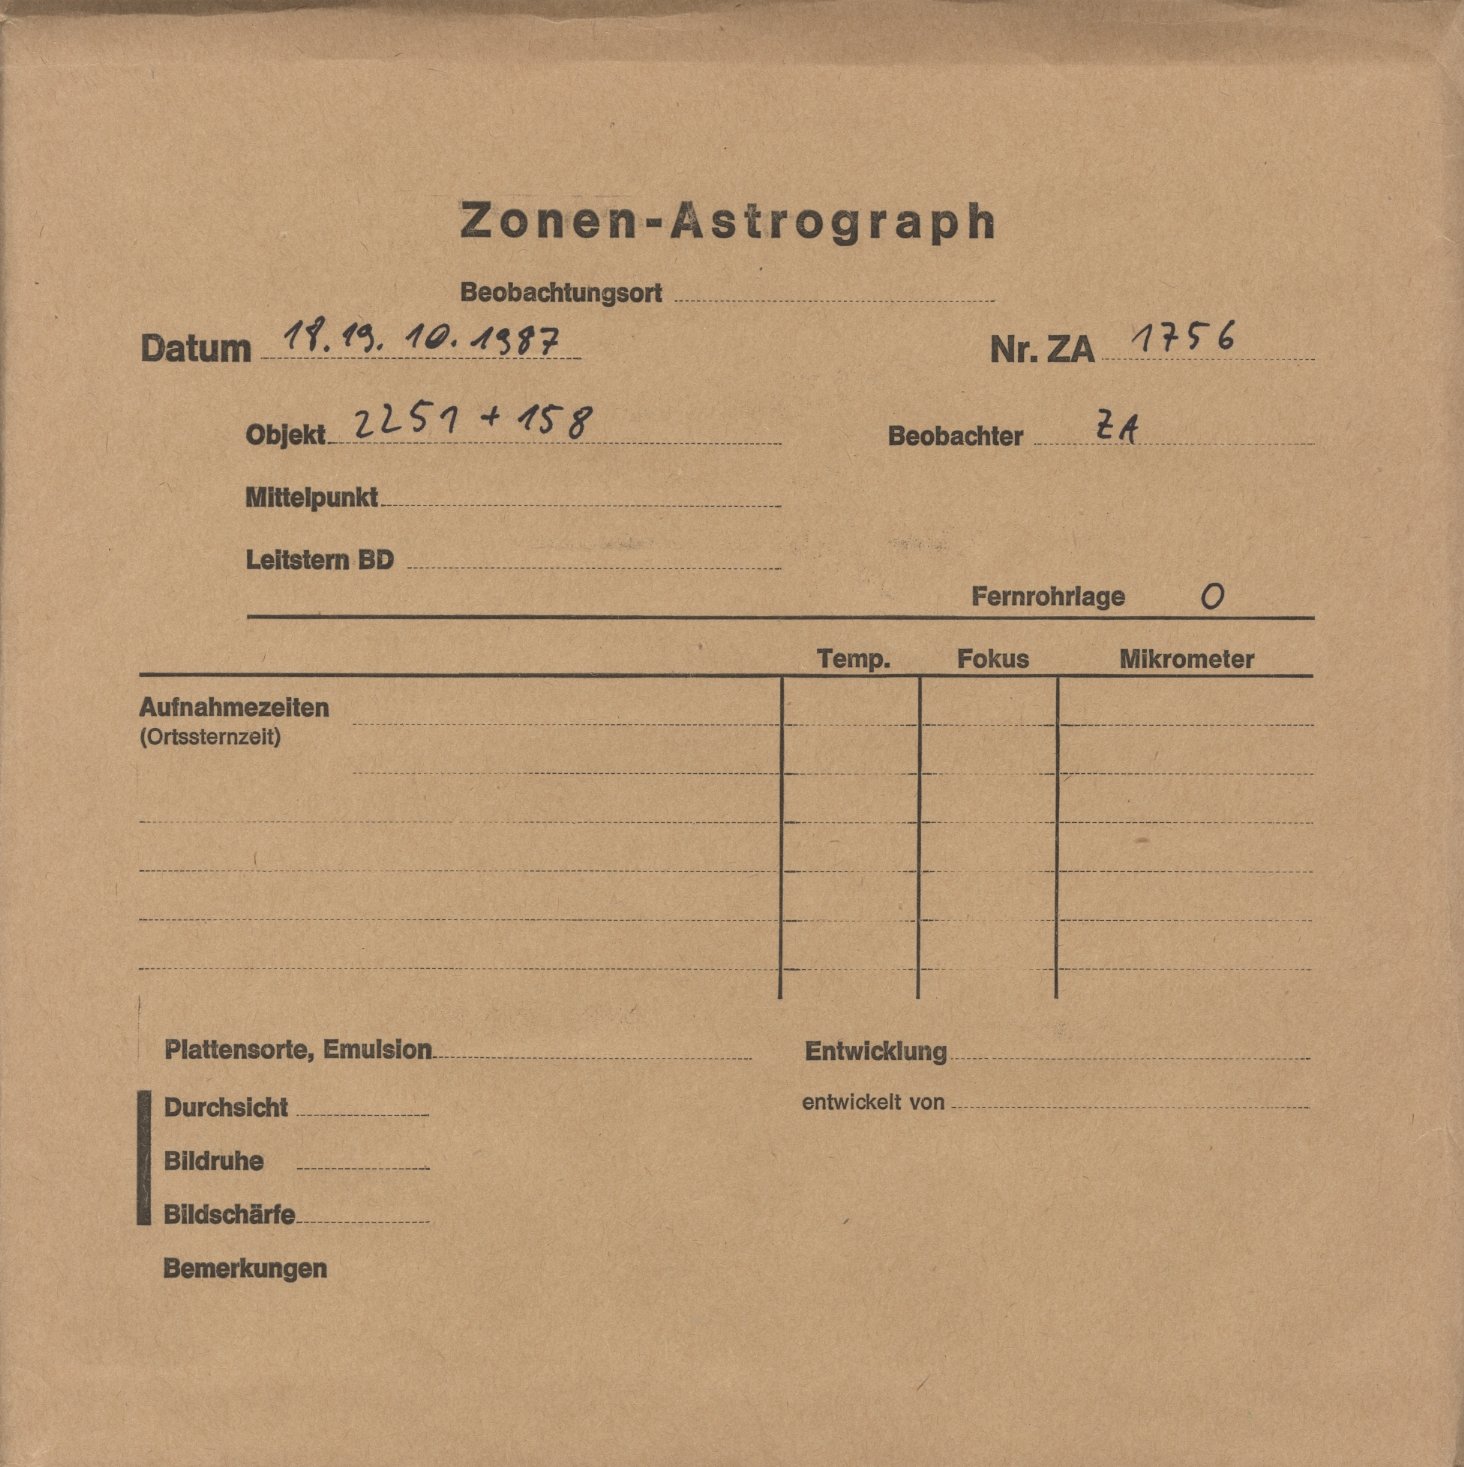 Zonen-Astrograph
Beobachtungsort
Datum 18.19. 10. 1987 Nr. ZA 1756
Objekt 2251 + 158 Beobachter ZA
Mittelpunkt
Leitstern BD
Fernrohrlage O
Temp. Fokus Mikrometer
Aufnahmezeiten
(Ortssternzeit)
Plattensorte, Emulsion Entwicklung
Durchsicht entwickelt von
Bildruhe
Bildschärfe
Bemerkungen